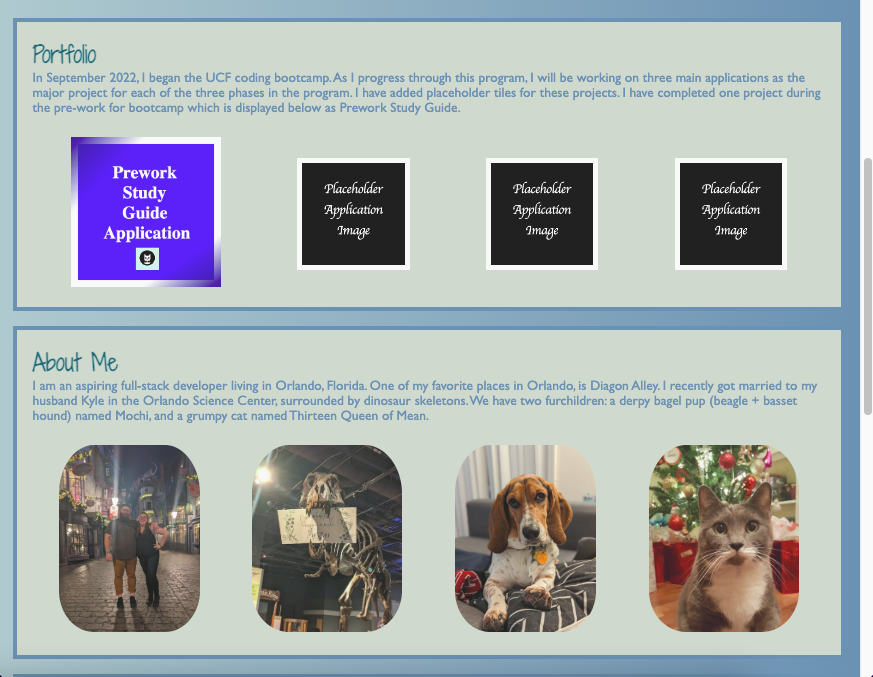 Portfolio
In September 2022, I began the UCF coding bootcamp. As I progress through this program, I will be working on three main applications as the
major project for each of the three phases in the program. I have added placeholder tiles for these projects. I have completed one project during
the pre-work for bootcamp which is displayed below as Prework Study Guide.
Prework
Study
Guide
Application
Placeholder
Application
Image
Placeholder
Application
Image
Placeholder
Application
Image
About Me
I am an aspiring full-stack developer living in Orlando, Florida. One of my favorite places in Orlando, is Diagon Alley. I recently got married to my
husband Kyle in the Orlando Science Center, surrounded by dinosaur skeletons. We have two furchildren: a derpy bagel pup (beagle + basset
hound) named Mochi, and a grumpy cat named Thirteen Queen of Mean.